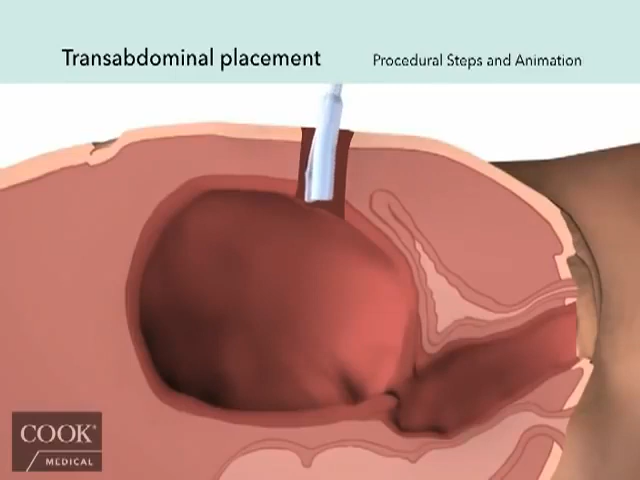 Transabdominal placement
Procedural Steps and Animation
COOK®
MEDICAL